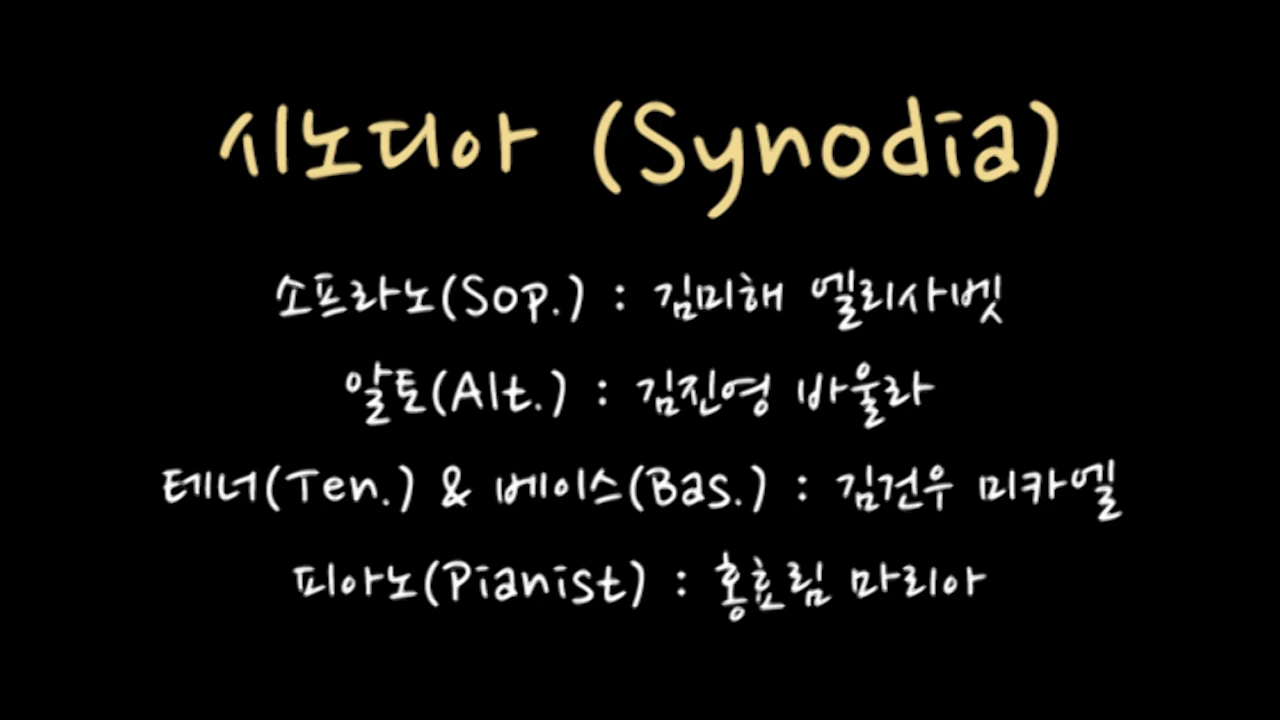 시노디아 (Synodia)
소프라노(Sop.) : 김미해 엘리사벳
알토(Alt.) : 김진영 바울라
테너(Ten.) & 베이스(Bas.) : 김건우 미카엘
피아노(Pianist) : 홍효림 마리아